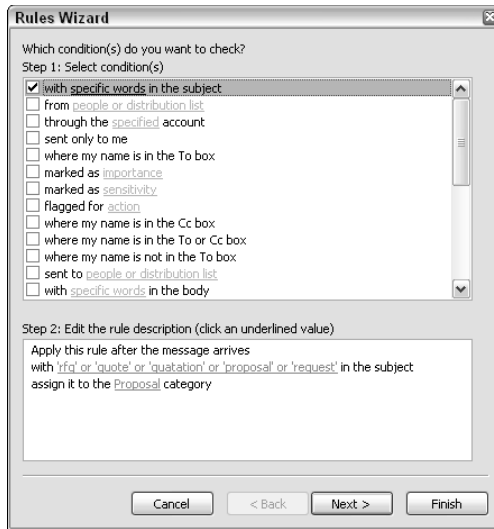 Rules Wizard
Which condition(s) do you want to check?
Step 1: Select condition(s)
with specific words in the subject
from people or distribution list
through the specified account
sent only to me
where my name is in the To box
marked as importance
marked as sensitivity
flagged for action
where my name is in the Cc box
where my name is in the To or Cc box
where my name is not in the To box
sent to people or distribution list
with specific words in the body
Step 2: Edit the rule description (click an underlined value)
Apply this rule after the message arrives
with 'rfq' or 'quote' or 'quatation' or 'proposal' or 'request' in the subject
assign it to the Proposal category
Cancel < Back Next > Finish